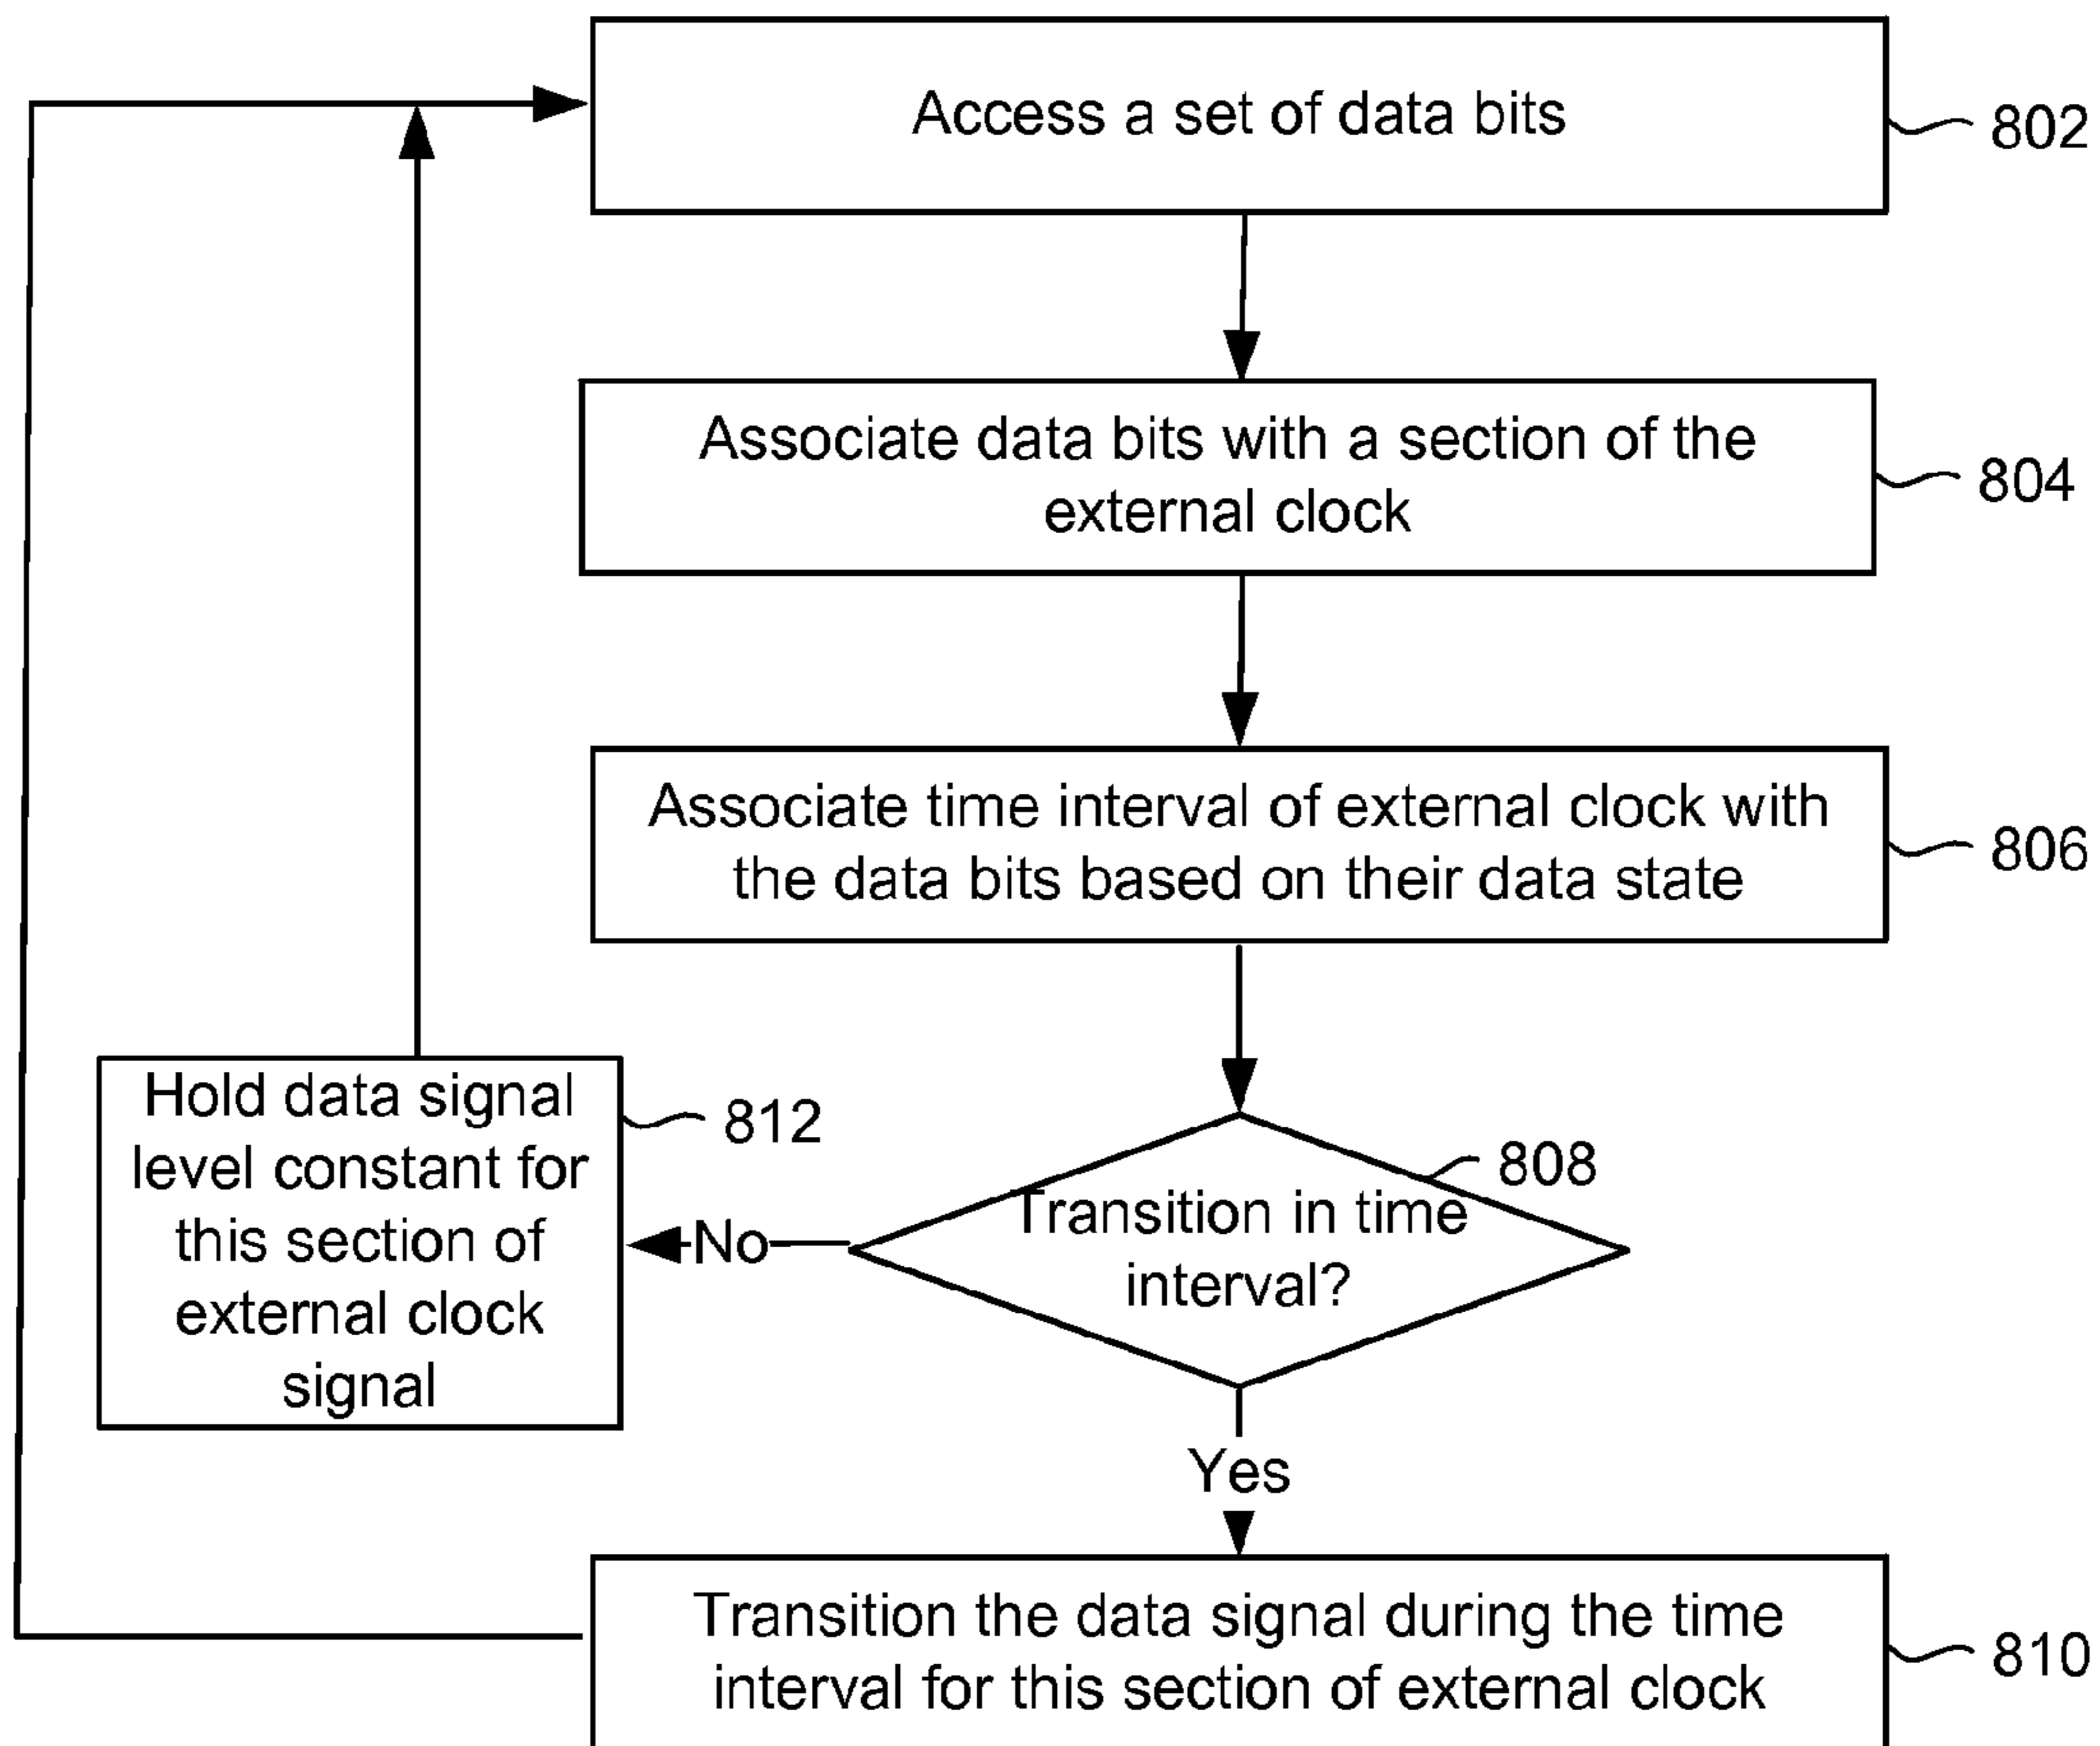 Access a set of data bits
802
Associate data bits with a section of the
external clock
804
Associate time interval of external clock with
the data bits based on their data state
806
Hold data signal
level constant for
this section of
external clock
signal
812
808
Transition in time
interval?
No
Yes
Transition the data signal during the time
interval for this section of external clock
810